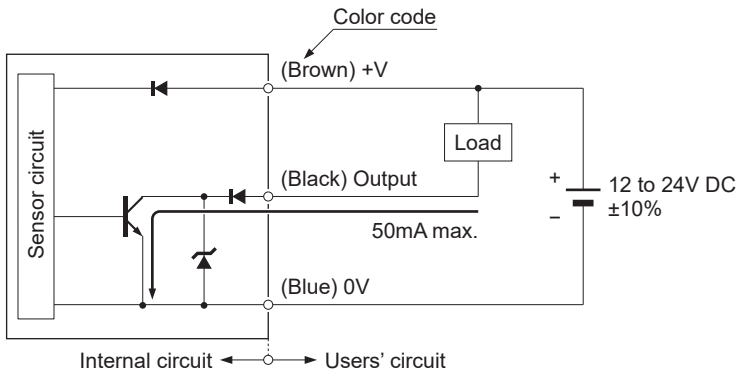 Color code
(Brown) +V
Sensor circuit
Load
(Black) Output
+
12 to 24V DC
−
±10%
50mA max.
(Blue) 0V
Internal circuit
Users’ circuit